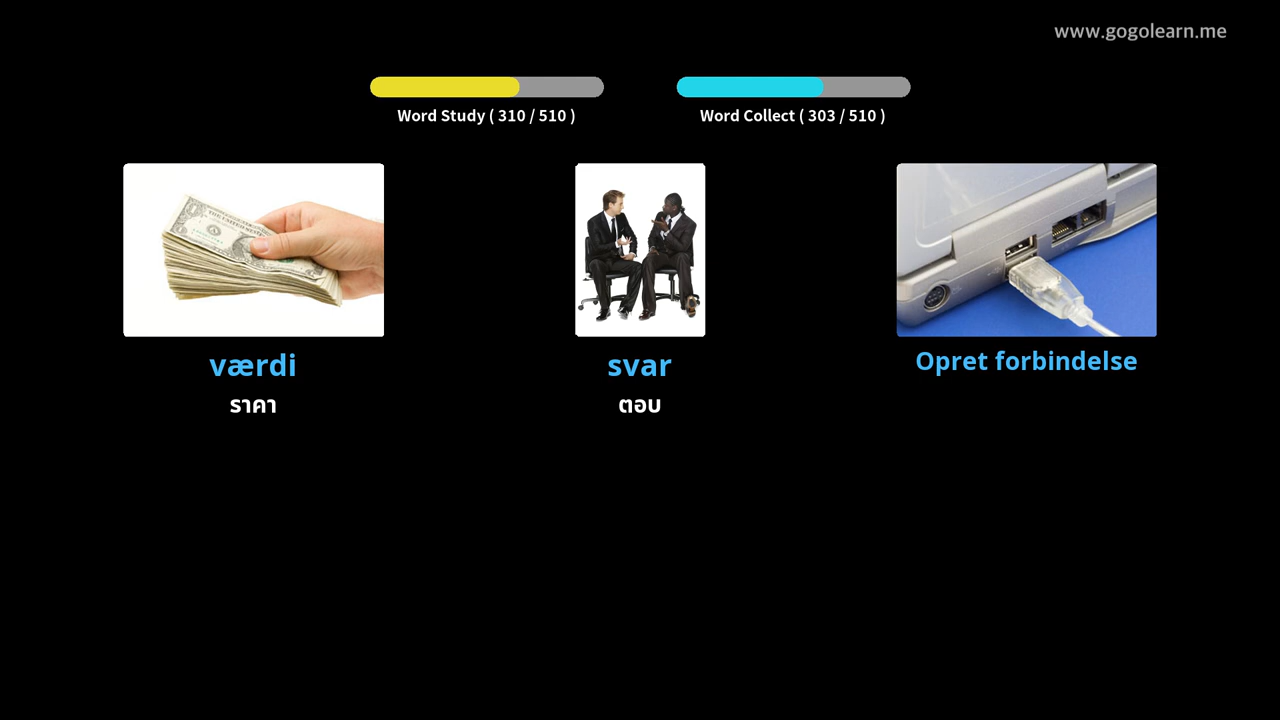 www.gogolearn.me
Word Study ( 310 / 510 )
Word Collect ( 303 / 510 )
værdi
ราคา
svar
ตอบ
Opret forbindelse